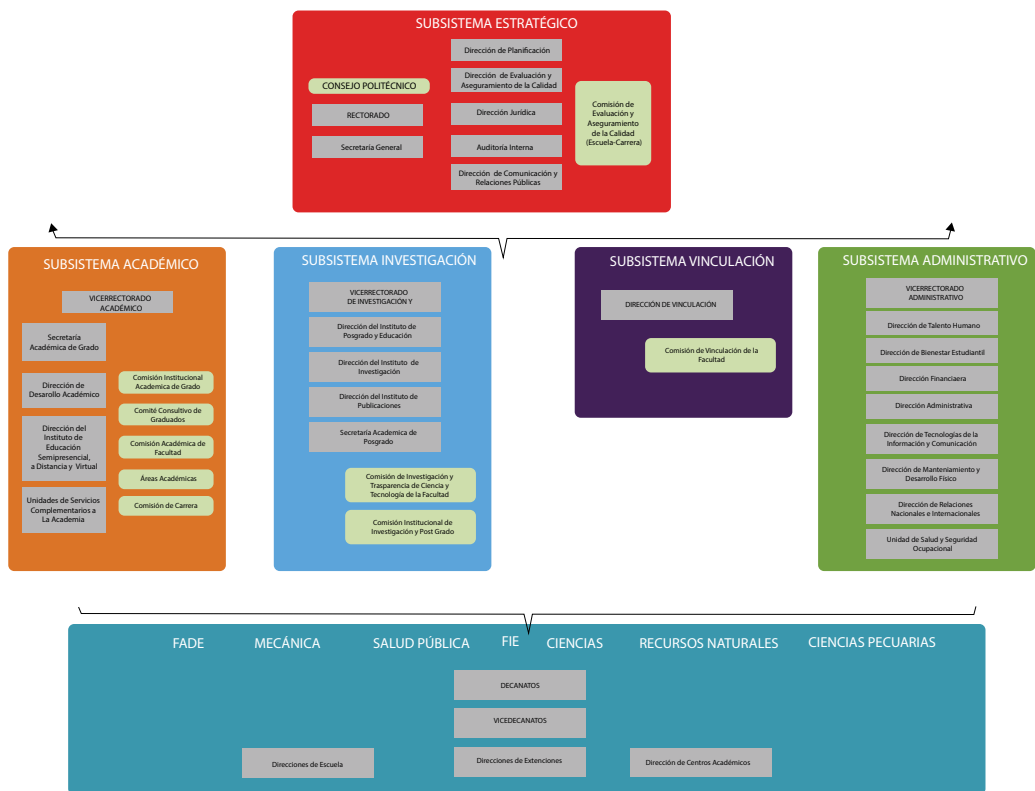 SUBSISTEMA ESTRATÉGICO
CONSEJO POLITÉCNICO
RECTORADO
Secretaría General
Dirección de Planificación
Dirección de Evaluación y
Aseguramiento de la Calidad
Dirección Jurídica
Auditoría Interna
Dirección de Comunicación y
Relaciones Públicas
Comisión de
Evaluación y
Aseguramiento
de la Calidad
(Escuela-Carrera)
SUBSISTEMA ACADÉMICO
VICERRECTORADO
ACADÉMICO
Secretaría
Académica de Grado
Dirección de
Desarollo Académico
Dirección del
Instituto de
Educación
Semipresencial,
a Distancia y Virtual
Unidades de Servicios
Complementarios a
La Academia
Comisión Institucional
Academica de Grado
Comité Consultivo de
Graduados
Comisión Académica de
Facultad
Áreas Académicas
Comisión de Carrera
SUBSISTEMA INVESTIGACIÓN
VICERRECTORADO
DE INVESTIGACIÓN Y
Dirección del Instituto de
Posgrado y Educación
Dirección del Instituto de
Investigación
Dirección del Instituto de
Publicaciones
Secretaría Academica de
Posgrado
Comisión de Investigación y
Trasparencia de Ciencia y
Tecnología de la Facultad
Comisión Institucional de
Investigación y Post Grado
SUBSISTEMA VINCULACIÓN
DIRECCIÓN DE VINCULACIÓN
Comisión de Vinculación de la
Facultad
SUBSISTEMA ADMINISTRATIVO
VICERRECTORADO
ADMINISTRATIVO
Dirección de Talento Humano
Dirección de Bienestar Estudiantil
Dirección Financiaera
Dirección Administrativa
Dirección de Tecnologías de la
Información y Comunicación
Dirección de Manteniamiento y
Desarrollo Físico
Dirección de Relaciones
Nacionales e Internacionales
Unidad de Salud y Seguridad
Ocupacional
FADE MECÁNICA SALUD PÚBLICA FIE CIENCIAS RECURSOS NATURALES CIENCIAS PECUARIAS
DECANATOS
VICEDECANATOS
Direcciones de Escuela
Direcciones de Extenciones
Dirección de Centros Académicos